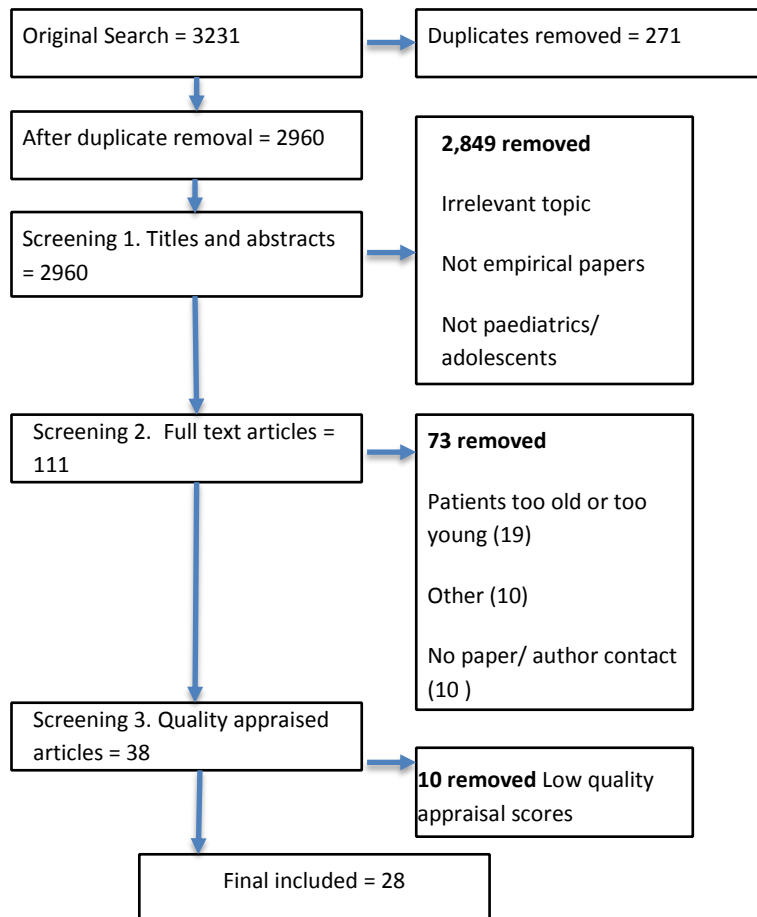 Original Search = 3231
Duplicates removed = 271
After duplicate removal = 2960
2,849 removed
Irrelevant topic
Not empirical papers
Not paediatrics/
adolescents
Screening 1. Titles and abstracts
= 2960
Screening 2.  Full text articles =
111
73 removed
Patients too old or too
young (19)
Other (10)
No paper/ author contact
(10 )
Screening 3. Quality appraised
articles = 38
10 removed Low quality
appraisal scores
Final included = 28